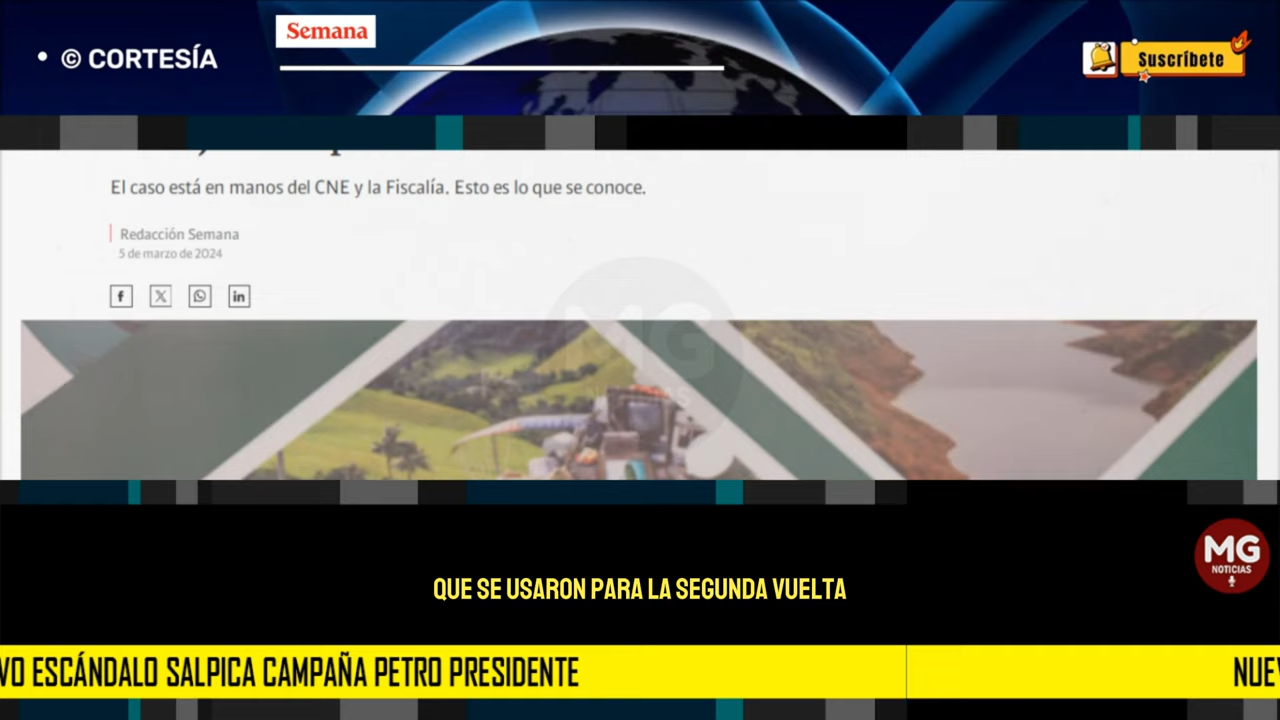 • © CORTESÍA
Semana
Suscríbete
El caso está en manos del CNE y la Fiscalía. Esto es lo que se conoce.
Redacción Semana
5 de marzo de 2024
MG
QUE SE USARON PARA LA SEGUNDA VUELTA
MG
NOTICIAS
VO ESCÁNDALO SALPICA CAMPAÑA PETRO PRESIDENTE
NUEV